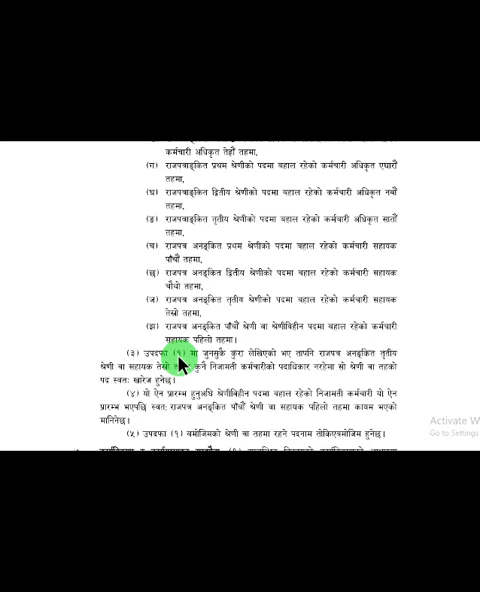 कर्मचारी अधिकृत तेह्रौँ तहमा,
(ग) राजपत्राङ्कित प्रथम श्रेणीको पदमा बहाल रहेको कर्मचारी अधिकृत एघारौँ
तहमा,
(घ) राजपत्राङ्कित द्वितीय श्रेणीको पदमा बहाल रहेको कर्मचारी अधिकृत नवौँ
तहमा,
(ङ) राजपत्राङ्कित तृतीय श्रेणीको पदमा बहाल रहेको कर्मचारी अधिकृत सातौँ
तहमा,
(च) राजपत्र अनङ्कित प्रथम श्रेणीको पदमा बहाल रहेको कर्मचारी सहायक
पाँचौँ तहमा,
(छ) राजपत्र अनङ्कित द्वितीय श्रेणीको पदमा बहाल रहेको कर्मचारी सहायक
चौथो तहमा,
(ज) राजपत्र अनङ्कित तृतीय श्रेणीको पदमा बहाल रहेको कर्मचारी सहायक
तेस्रो तहमा,
(झ) राजपत्र अनङ्कित पाँचौँ श्रेणी वा श्रेणीविहीन पदमा बहाल रहेको कर्मचारी
सहायक पहिलो तहमा।
(३) उपदफा (१) मा जुनसुकै कुरा लेखिएको भए तापनि राजपत्र अनङ्कित तृतीय
श्रेणी वा सहायक तेस्रो कुनै निजामती कर्मचारीको पदाधिकार नरहेमा सो श्रेणी वा तहको
पद स्वतः खारेज हुनेछ।
(४) यो ऐन प्रारम्भ हुनुअघि श्रेणीविहीन पदमा बहाल रहेको निजामती कर्मचारी यो ऐन
प्रारम्भ भएपछि स्वतः राजपत्र अनङ्कित पाँचौँ श्रेणी वा सहायक पहिलो तहमा कायम भएको
मानिनेछ।
(५) उपदफा (१) बमोजिमको श्रेणी वा तहमा रहने पदनाम तोकिएबमोजिम हुनेछ।
Activate W
Go to Settings